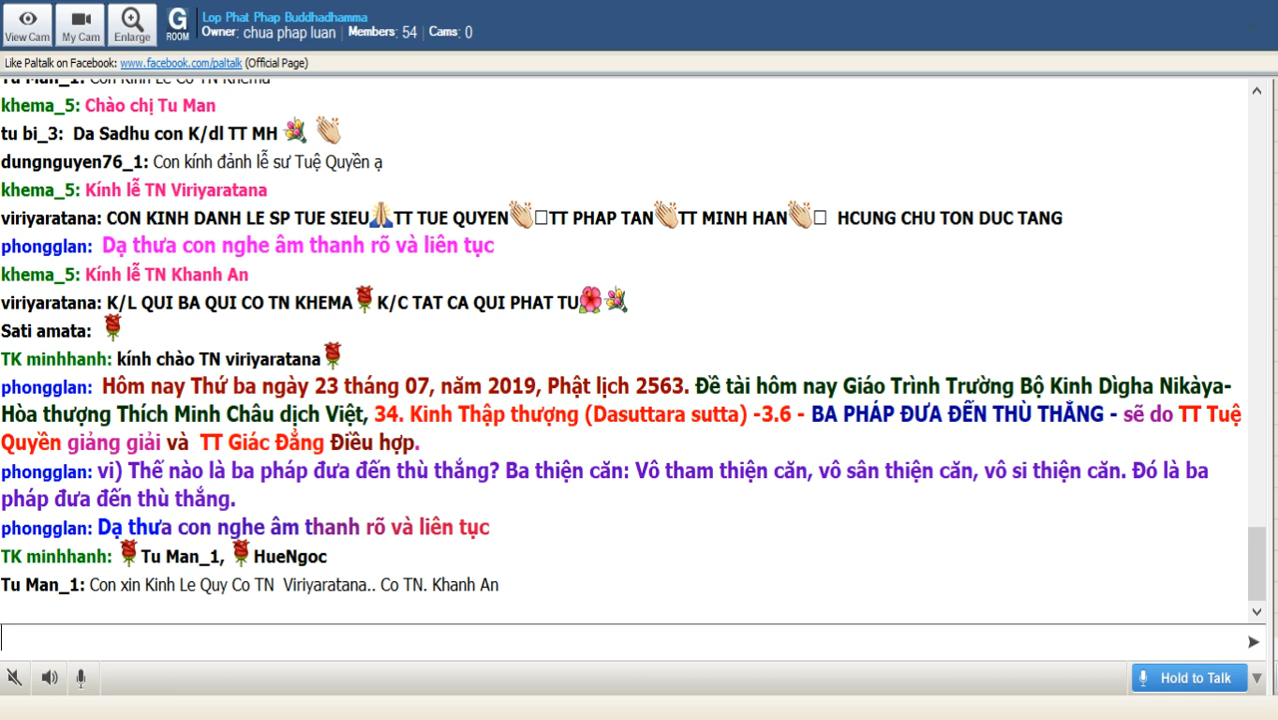 Lop Phat Phap Buddhadhamma
View Cam My Cam Enlarge G ROOM Owner: chua phap luan | Members: 54 | Cams: 0
Like Paltalk on Facebook: www.facebook.com/paltalk (Official Page)
Tu Man_1: Con Kinh Le Co TN Khema
khema_5: Chào chị Tu Man
tu bi_3: Da Sadhu con K/dl TT MH
dungnguyen76_1: Con kính đảnh lễ sư Tuệ Quyền ạ
khema_5: Kính lễ TN Viriyaratana
viriyaratana: CON KINH DANH LE SP TUE SIEU TT TUE QUYEN TT PHAP TAN TT MINH HAN HCUNG CHU TON DUC TANG
phongglan: Dạ thưa con nghe âm thanh rõ và liên tục
khema_5: Kính lễ TN Khanh An
viriyaratana: K/L QUI BA QUI CO TN KHEMA K/C TAT CA QUI PHAT TU
Sati amata:
TK minhhanh: kính chào TN viriyaratana
phongglan: Hôm nay Thứ ba ngày 23 tháng 07, năm 2019, Phật lịch 2563. Đề tài hôm nay Giáo Trình Trường Bộ Kinh Dìgha Nikàya-
Hòa thượng Thích Minh Châu dịch Việt, 34. Kinh Thập thượng (Dasuttara sutta) -3.6 - BA PHÁP ĐƯA ĐẾN THÙ THẮNG - sẽ do TT Tuệ
Quyền giảng giải và TT Giác Đẳng Điều hợp.
phongglan: vi) Thế nào là ba pháp đưa đến thù thắng? Ba thiện căn: Vô tham thiện căn, vô sân thiện căn, vô si thiện căn. Đó là ba
pháp đưa đến thù thắng.
phongglan: Dạ thưa con nghe âm thanh rõ và liên tục
TK minhhanh: Tu Man_1, HueNgoc
Tu Man_1: Con xin Kinh Le Quy Co TN Viriyaratana.. Co TN. Khanh An
Hold to Talk